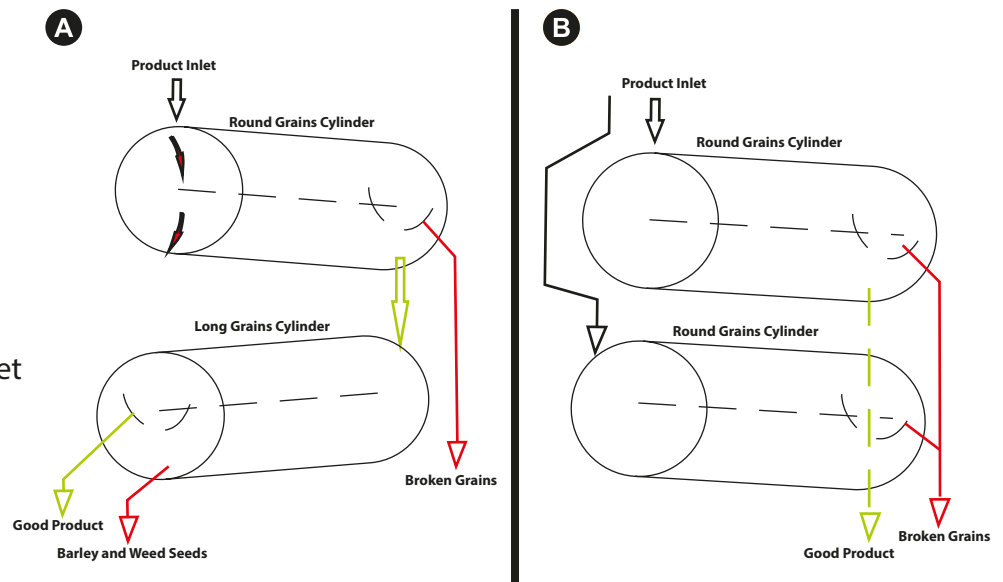 A
Product Inlet
Round Grains Cylinder
Long Grains Cylinder
et
Broken Grains
Good Product
Barley and Weed Seeds
B
Product Inlet
Round Grains Cylinder
Round Grains Cylinder
Broken Grains
Good Product